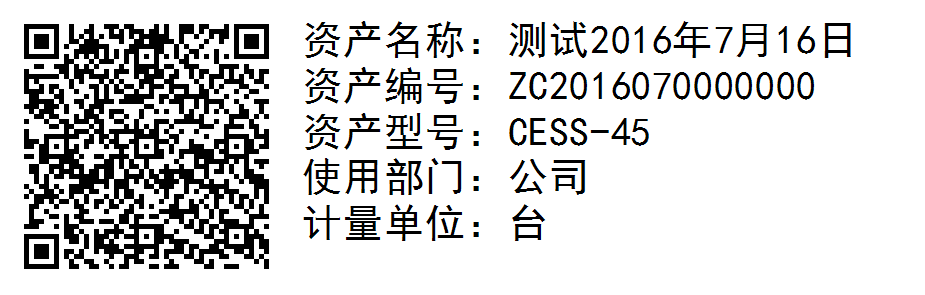 资产名称：测试2016年7月16日
资产编号：ZC2016070000000
资产型号：CESS-45
使用部门：公司
计量单位：台